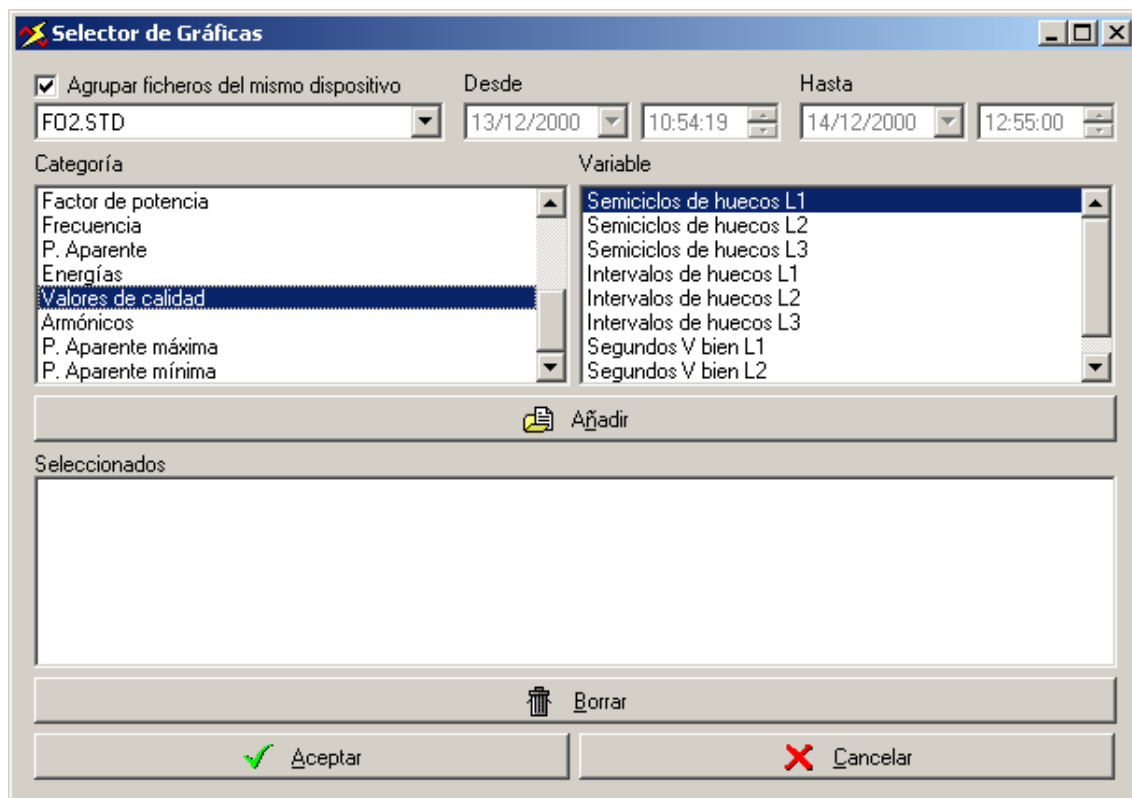 Selector de Gráficas
Agrupar ficheros del mismo dispositivo
Desde
Hasta
F02.STD
13/12/2000
10:54:19
14/12/2000
12:55:00
Categoría
Variable
Factor de potencia
Frecuencia
P. Aparente
Energías
Valores de calidad
Armónicos
P. Aparente máxima
P. Aparente mínima
Semiciclos de huecos L1
Semiciclos de huecos L2
Semiciclos de huecos L3
Intervalos de huecos L1
Intervalos de huecos L2
Intervalos de huecos L3
Segundos V bien L1
Segundos V bien L2
Añadir
Seleccionados
Borrar
Aceptar
Cancelar